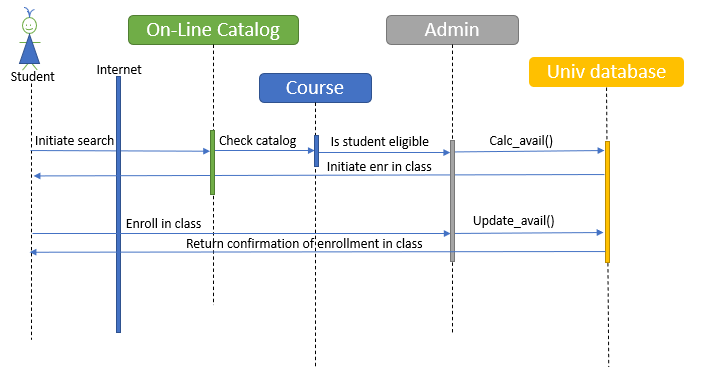 On-Line Catalog
Admin
Univ database
Student
Internet
Course
Initiate search
Check catalog
Is student eligible
Calc_avail()
Initiate enr in class
Enroll in class
Update_avail()
Return confirmation of enrollment in class